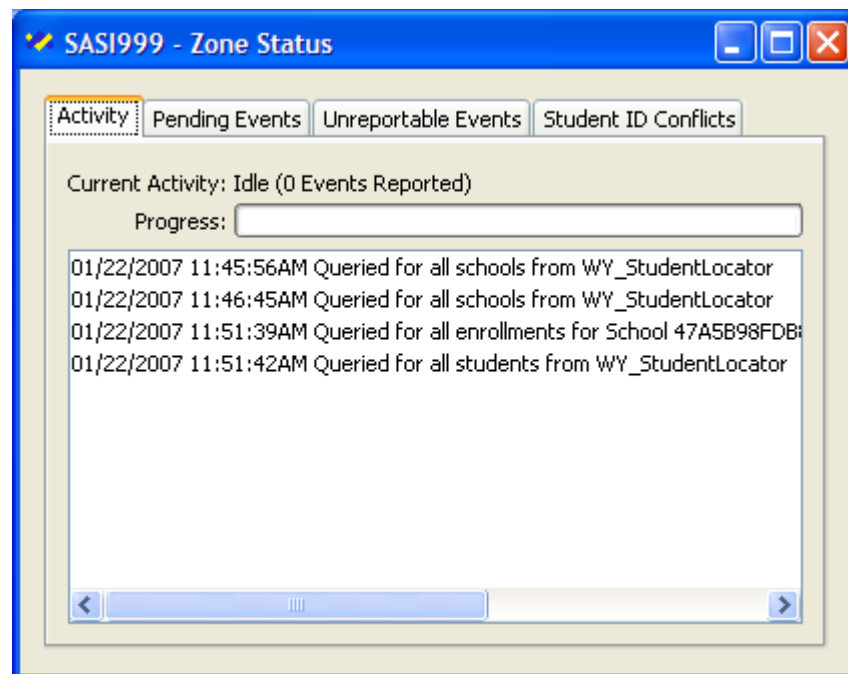 SASI999 - Zone Status
Activity Pending Events Unreportable Events Student ID Conflicts
Current Activity: Idle (0 Events Reported)
Progress:
01/22/2007 11:45:56AM Queried for all schools from WY_StudentLocator
01/22/2007 11:46:45AM Queried for all schools from WY_StudentLocator
01/22/2007 11:51:39AM Queried for all enrollments for School 47A5B98FDB
01/22/2007 11:51:42AM Queried for all students from WY_StudentLocator